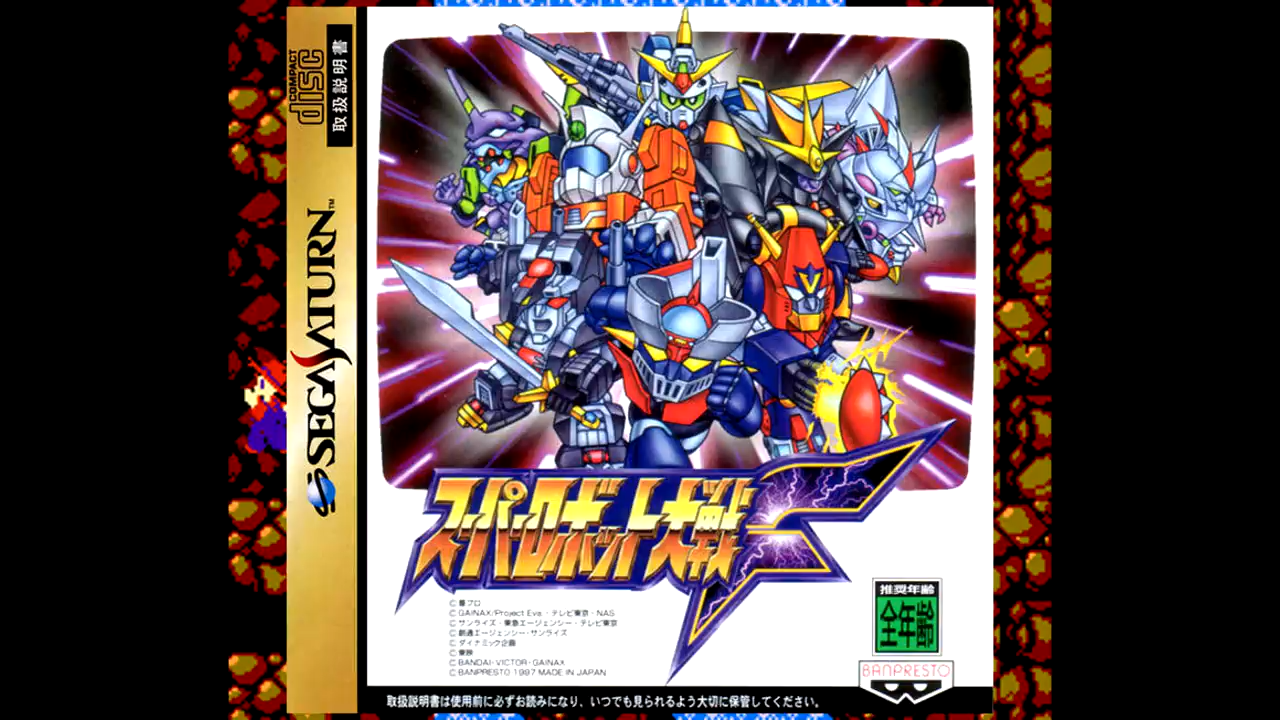 COMPACT
disc
取扱説明書
SEGA SATURN™
スーパーロボット大戦F
© GAINAX/Project Eva.・テレビ東京・NAS
© サンライズ・東急エージェンシー・テレビ東京
© 創通エージェンシー・サンライズ
© ダイナミック企画
© 東映
© BANDAI・VICTOR・GAINAX
© BANPRESTO 1997 MADE IN JAPAN
推奨年齢
全年齢
BANPRESTO
取扱説明書は使用前に必ずお読みになり、いつでも見られるよう大切に保管してください。